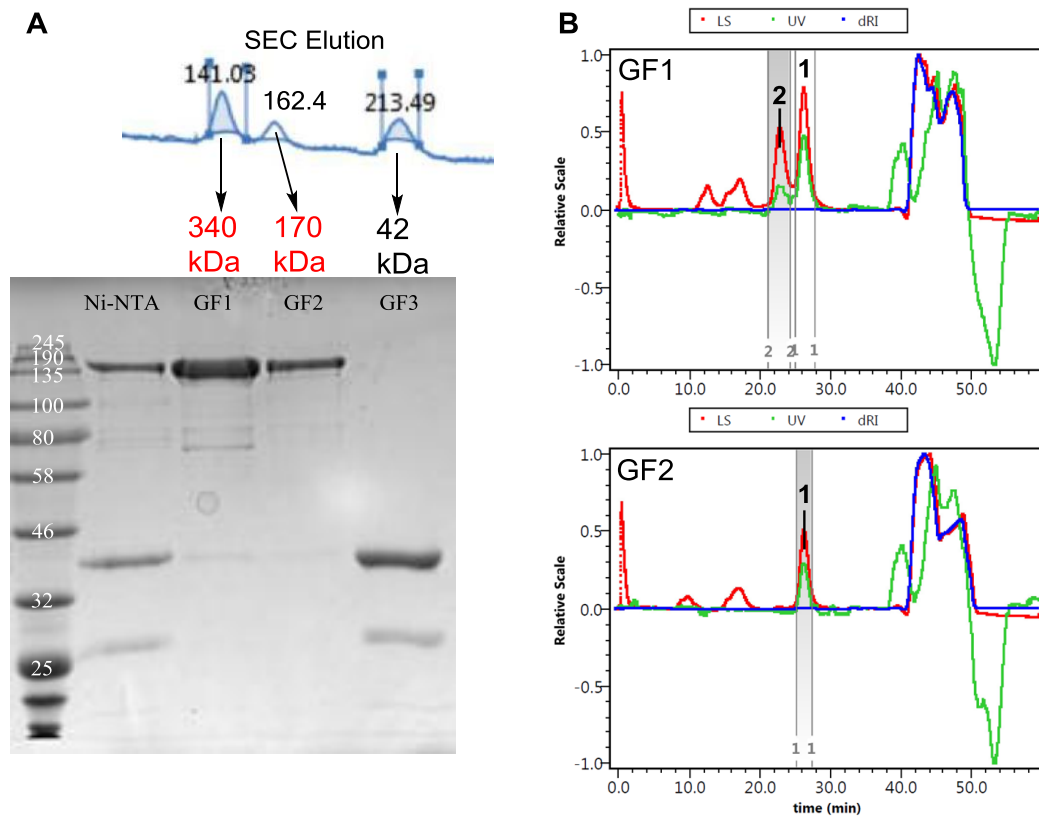 A
SEC Elution
141.03
162.4
213.49
340 kDa
170 kDa
42 kDa
Ni-NTA GF1 GF2 GF3
245
190
135
100
80
58
46
32
25
B
LS UV dRI
GF1
2
1
Relative Scale
1.0
0.5
0.0
-0.5
-1.0
2 2 1 1
0.0 10.0 20.0 30.0 40.0 50.0
LS UV dRI
GF2
1
Relative Scale
1.0
0.5
0.0
-0.5
-1.0
1 1
0.0 10.0 20.0 30.0 40.0 50.0
time (min)